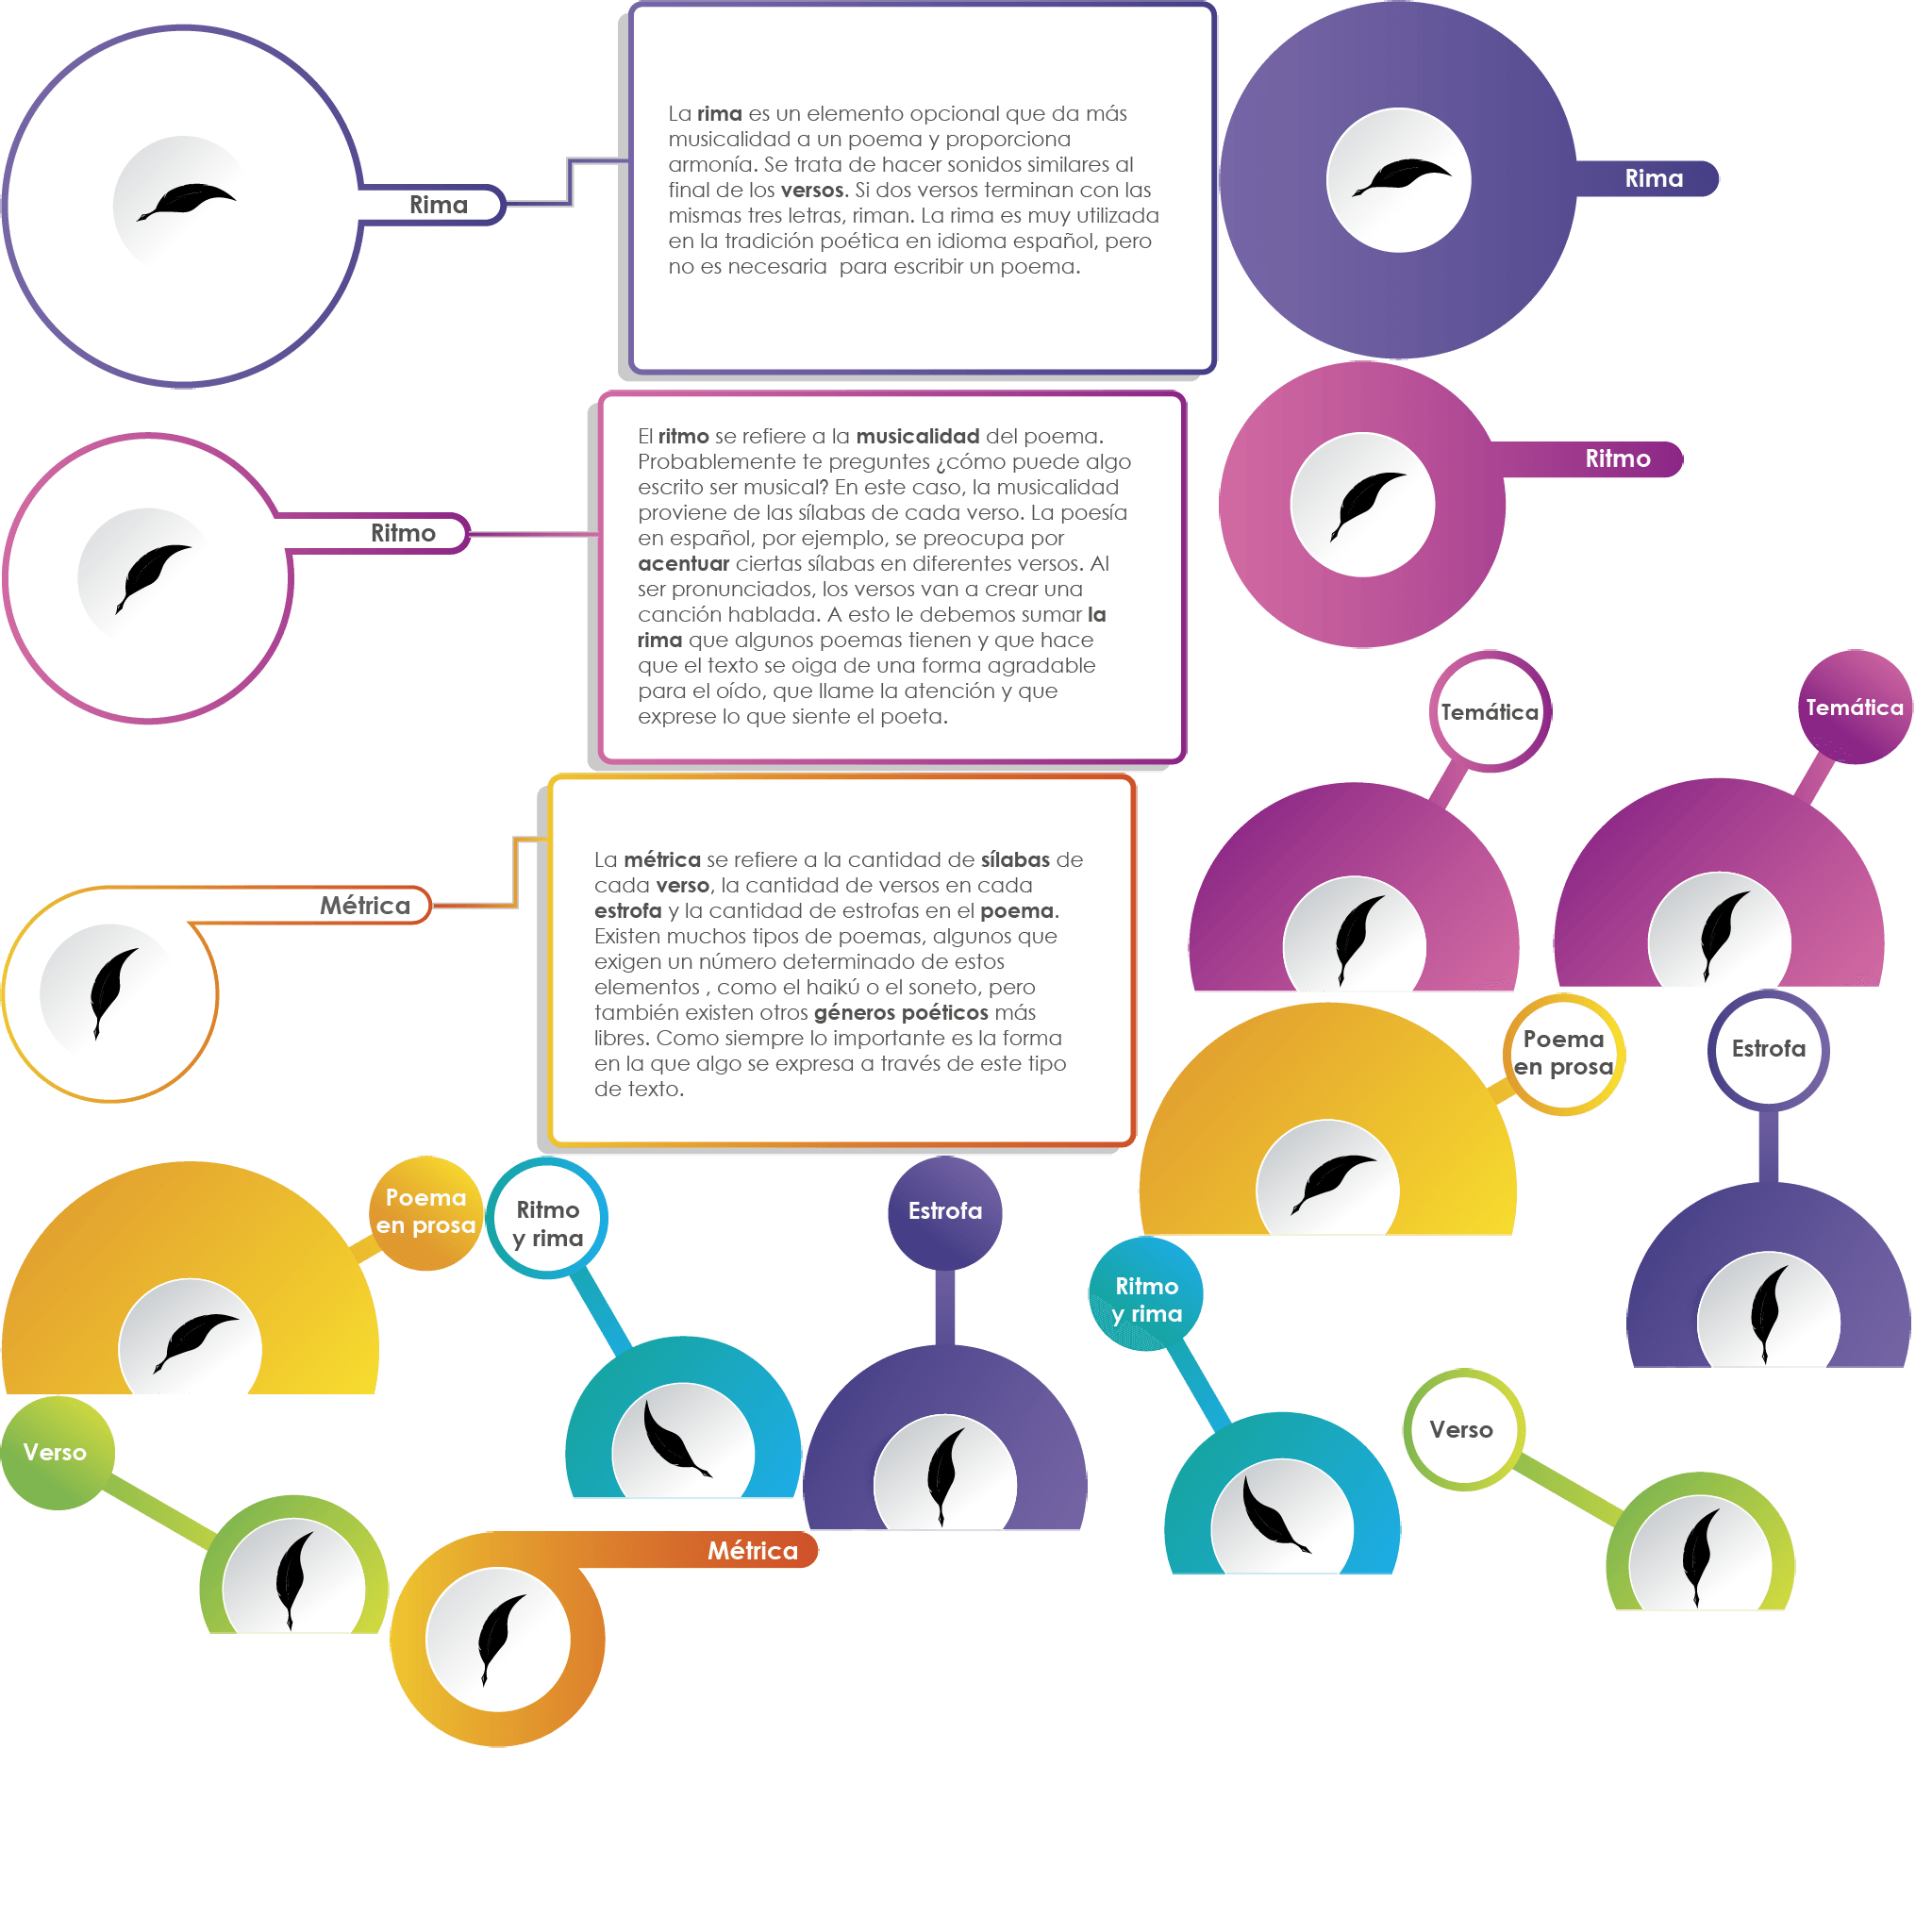 Rima
La rima es un elemento opcional que da más
musicalidad a un poema y proporciona
armonía. Se trata de hacer sonidos similares al
final de los versos. Si dos versos terminan con las
mismas tres letras, riman. La rima es muy utilizada
en la tradición poética en idioma español, pero
no es necesaria  para escribir un poema.
Rima
Ritmo
El ritmo se refiere a la musicalidad del poema.
Probablemente te preguntes ¿cómo puede algo
escrito ser musical? En este caso, la musicalidad
proviene de las sílabas de cada verso. La poesía
en español, por ejemplo, se preocupa por
acentuar ciertas sílabas en diferentes versos. Al
ser pronunciados, los versos van a crear una
canción hablada. A esto le debemos sumar la
rima que algunos poemas tienen y que hace
que el texto se oiga de una forma agradable
para el oído, que llame la atención y que
exprese lo que siente el poeta.
Ritmo
Temática
Temática
Métrica
La métrica se refiere a la cantidad de sílabas de
cada verso, la cantidad de versos en cada
estrofa y la cantidad de estrofas en el poema.
Existen muchos tipos de poemas, algunos que
exigen un número determinado de estos
elementos , como el haikú o el soneto, pero
también existen otros géneros poéticos más
libres. Como siempre lo importante es la forma
en la que algo se expresa a través de este tipo
de texto.
Poema
en prosa
Estrofa
Poema
en prosa
Ritmo
y rima
Estrofa
Ritmo
y rima
Verso
Verso
Métrica